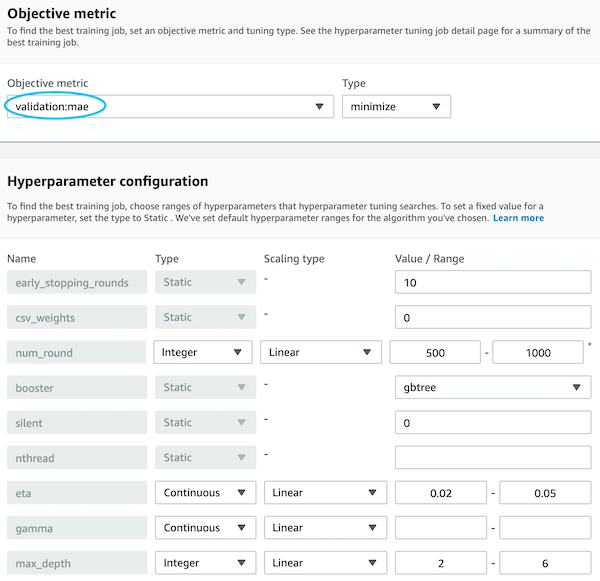 Objective metric
To find the best training job, set an objective metric and tuning type. See the hyperparameter tuning job detail page for a summary of the
best training job.
Objective metric Type
validation:mae minimize
Hyperparameter configuration
To find the best training job, choose ranges of hyperparameters that hyperparameter tuning searches. To set a fixed value for a
hyperparameter, set the type to Static . We've set default hyperparameter ranges for the algorithm you've chosen. Learn more
Name Type Scaling type Value / Range
early_stopping_rounds Static - 10
csv_weights Static - 0
num_round Integer Linear 500 - 1000 *
booster Static - gbtree
silent Static - 0
nthread Static -
eta Continuous Linear 0.02 - 0.05
gamma Continuous Linear -
max_depth Integer Linear 2 - 6